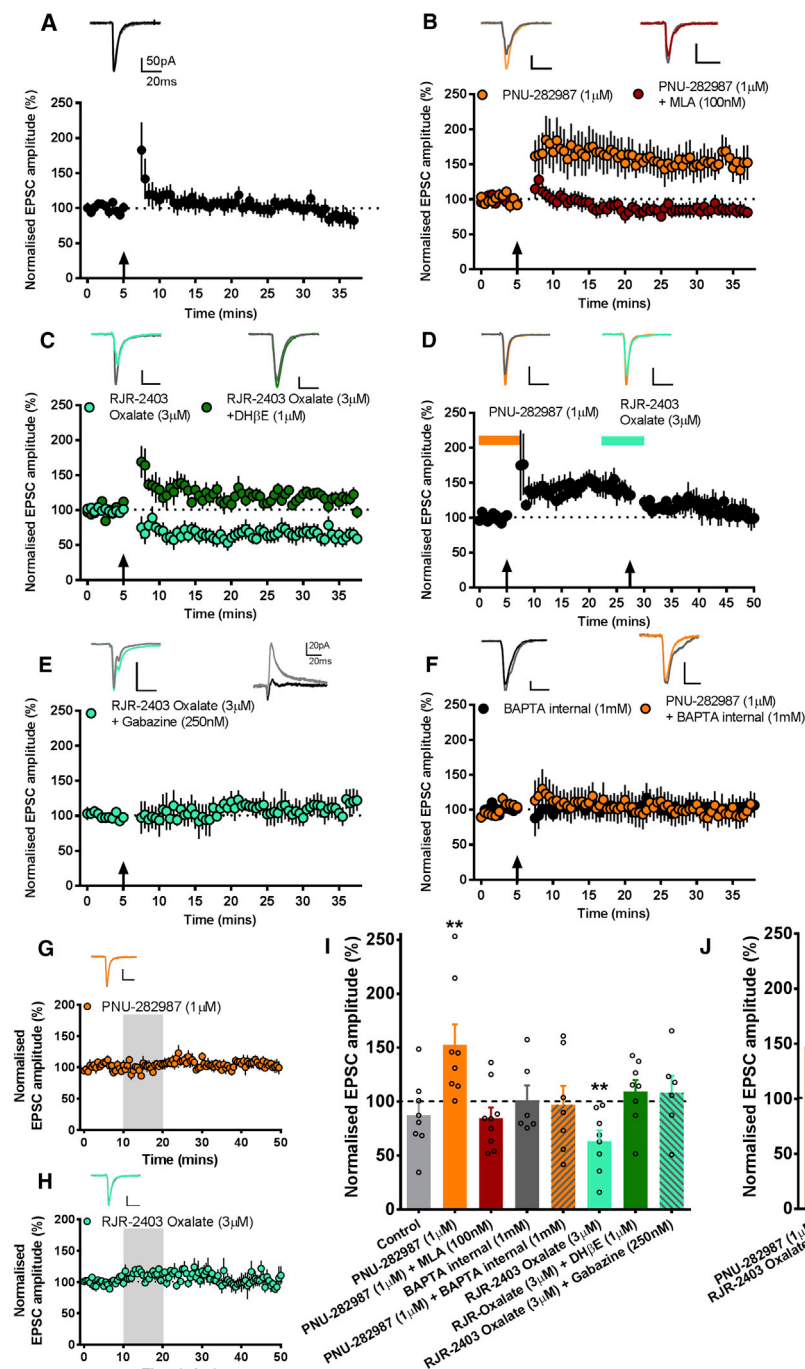 A
50pA
20ms
Normalised EPSC amplitude (%)
250
200
150
100
50
0
0 5 10 15 20 25 30 35
Time (mins)
B
PNU-282987 (1μM)
PNU-282987 (1μM)
+ MLA (100nM)
Normalised EPSC amplitude (%)
250
200
150
100
50
0
0 5 10 15 20 25 30 35
Time (mins)
C
RJR-2403
Oxalate (3μM)
RJR-2403 Oxalate (3μM)
+DHβE (1μM)
Normalised EPSC amplitude (%)
250
200
150
100
50
0
0 5 10 15 20 25 30 35
Time (mins)
D
PNU-282987 (1μM)
RJR-2403
Oxalate (3μM)
Normalised EPSC amplitude (%)
250
200
150
100
50
0
0 5 10 15 20 25 30 35 40 45 50
Time (mins)
E
20pA
20ms
RJR-2403 Oxalate (3μM)
+ Gabazine (250nM)
Normalised EPSC amplitude (%)
250
200
150
100
50
0
0 5 10 15 20 25 30 35
Time (mins)
F
BAPTA internal (1mM)
PNU-282987 (1μM)
+ BAPTA internal (1mM)
Normalised EPSC amplitude (%)
250
200
150
100
50
0
0 5 10 15 20 25 30 35
Time (mins)
G
PNU-282987 (1μM)
Normalised
EPSC amplitude (%)
200
150
100
50
0
0 10 20 30 40 50
Time (mins)
H
RJR-2403 Oxalate (3μM)
Normalised
EPSC amplitude (%)
200
150
100
50
0
0 10 20 30 40 50
I
Normalised EPSC amplitude (%)
250
200
150
100
50
0
**
**
Control
PNU-282987 (1μM)
PNU-282987 (1μM) + MLA (100nM)
BAPTA internal (1mM)
PNU-282987 (1μM) + BAPTA internal (1mM)
RJR-2403 Oxalate (3μM)
RJR-Oxalate (3μM) + DHβE (1μM)
RJR-2403 Oxalate (3μM) + Gabazine (250nM)
J
Normalised EPSC amplitude (%)
250
200
150
100
50
0
PNU-282987 (1μ
RJR-2403 Oxalate